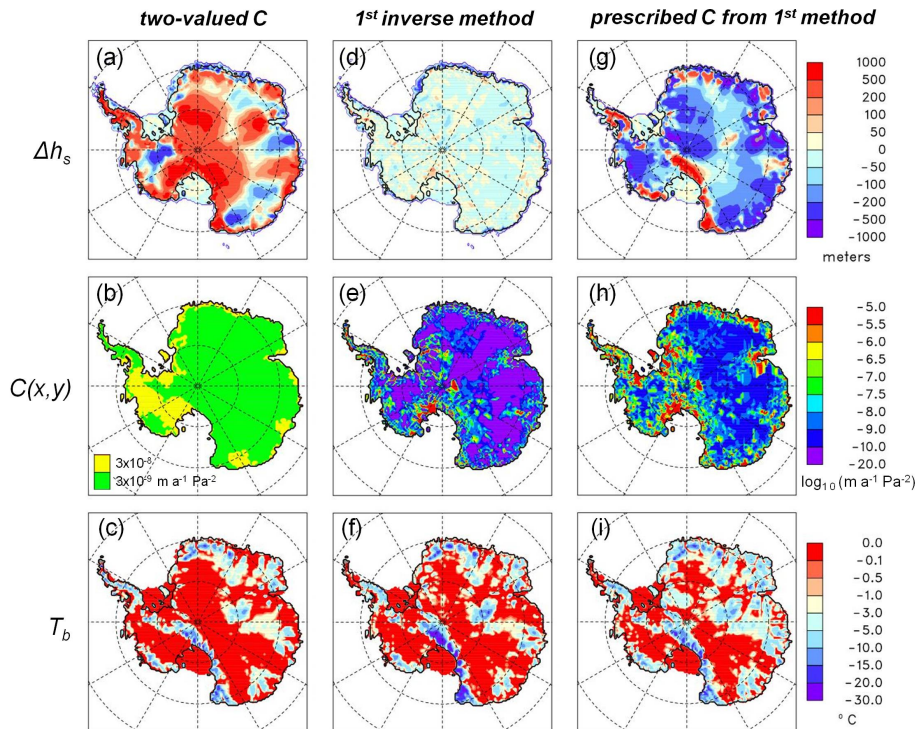 two-valued C
1st inverse method
prescribed C from 1st method
(a)
(d)
(g)
Δhs
1000
500
200
100
50
0
-50
-100
-200
-500
-1000
meters
(b)
(e)
(h)
C(x,y)
3x10-8
3x10-9 m a-1 Pa-2
-5.0
-5.5
-6.0
-6.5
-7.0
-7.5
-8.0
-9.0
-10.0
-20.0
log10 (m a-1 Pa-2)
(c)
(f)
(i)
Tb
0.0
-0.1
-0.5
-1.0
-3.0
-5.0
-10.0
-15.0
-20.0
-30.0
° C